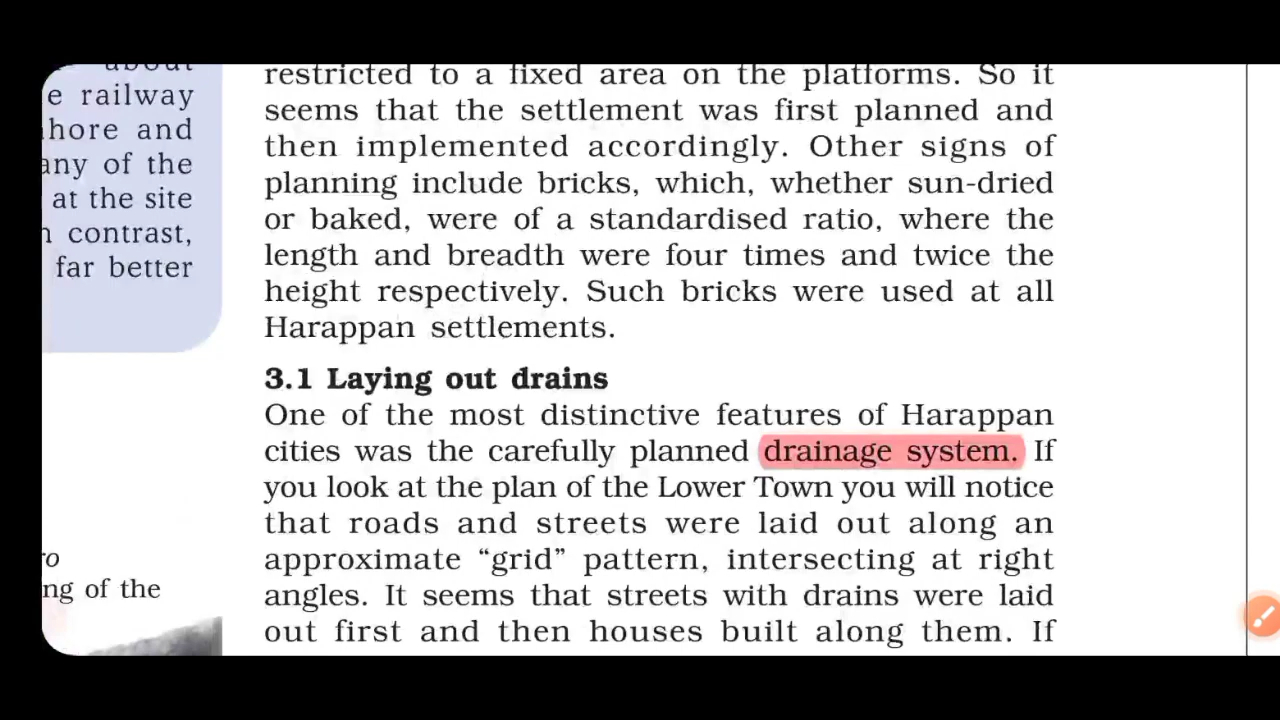 about
e railway
hore and
any of the
at the site
contrast,
far better
restricted to a fixed area on the platforms. So it
seems that the settlement was first planned and
then implemented accordingly. Other signs of
planning include bricks, which, whether sun-dried
or baked, were of a standardised ratio, where the
length and breadth were four times and twice the
height respectively. Such bricks were used at all
Harappan settlements.
3.1 Laying out drains
One of the most distinctive features of Harappan
cities was the carefully planned drainage system. If
you look at the plan of the Lower Town you will notice
that roads and streets were laid out along an
approximate “grid” pattern, intersecting at right
angles. It seems that streets with drains were laid
out first and then houses built along them. If
ro
ng of the